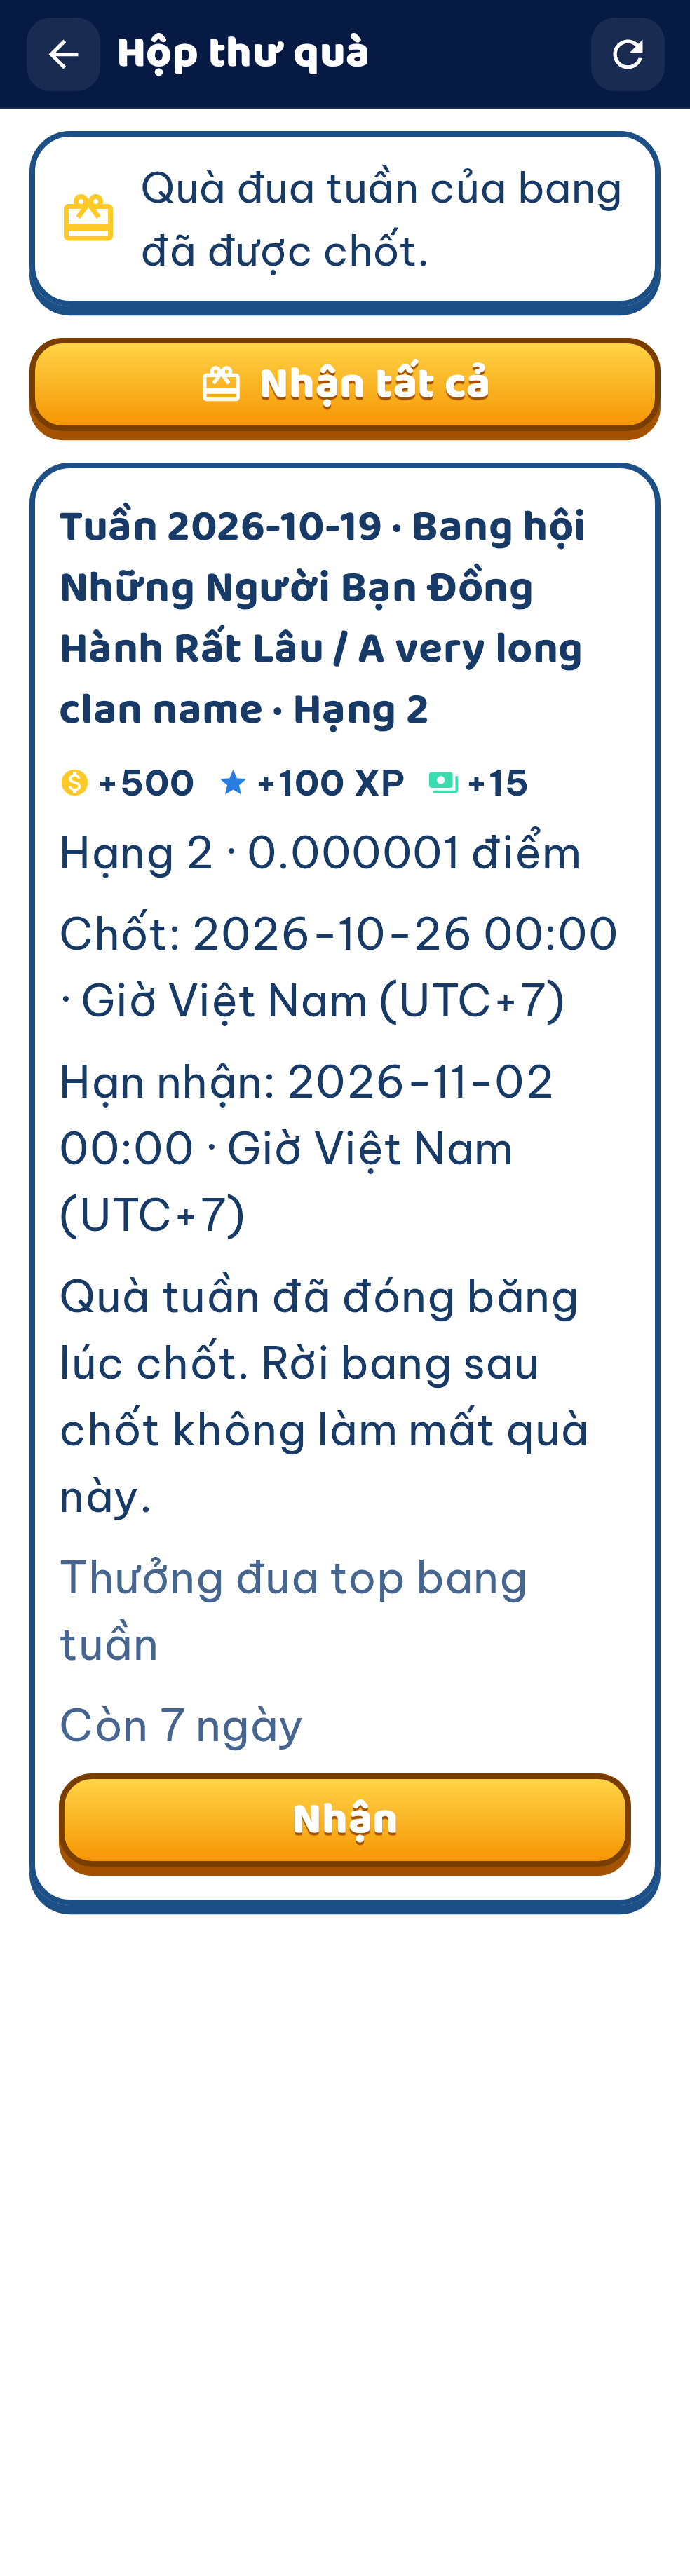 Hộp thư quà
Quà đua tuần của bang
đã được chốt.
Nhận tất cả
Tuần 2026-10-19 · Bang hội
Những Người Bạn Đồng
Hành Rất Lâu / A very long
clan name · Hạng 2
+500 +100 XP +15
Hạng 2 · 0.000001 điểm
Chốt: 2026-10-26 00:00
· Giờ Việt Nam (UTC+7)
Hạn nhận: 2026-11-02
00:00 · Giờ Việt Nam
(UTC+7)
Quà tuần đã đóng băng
lúc chốt. Rời bang sau
chốt không làm mất quà
này.
Thưởng đua top bang
tuần
Còn 7 ngày
Nhận